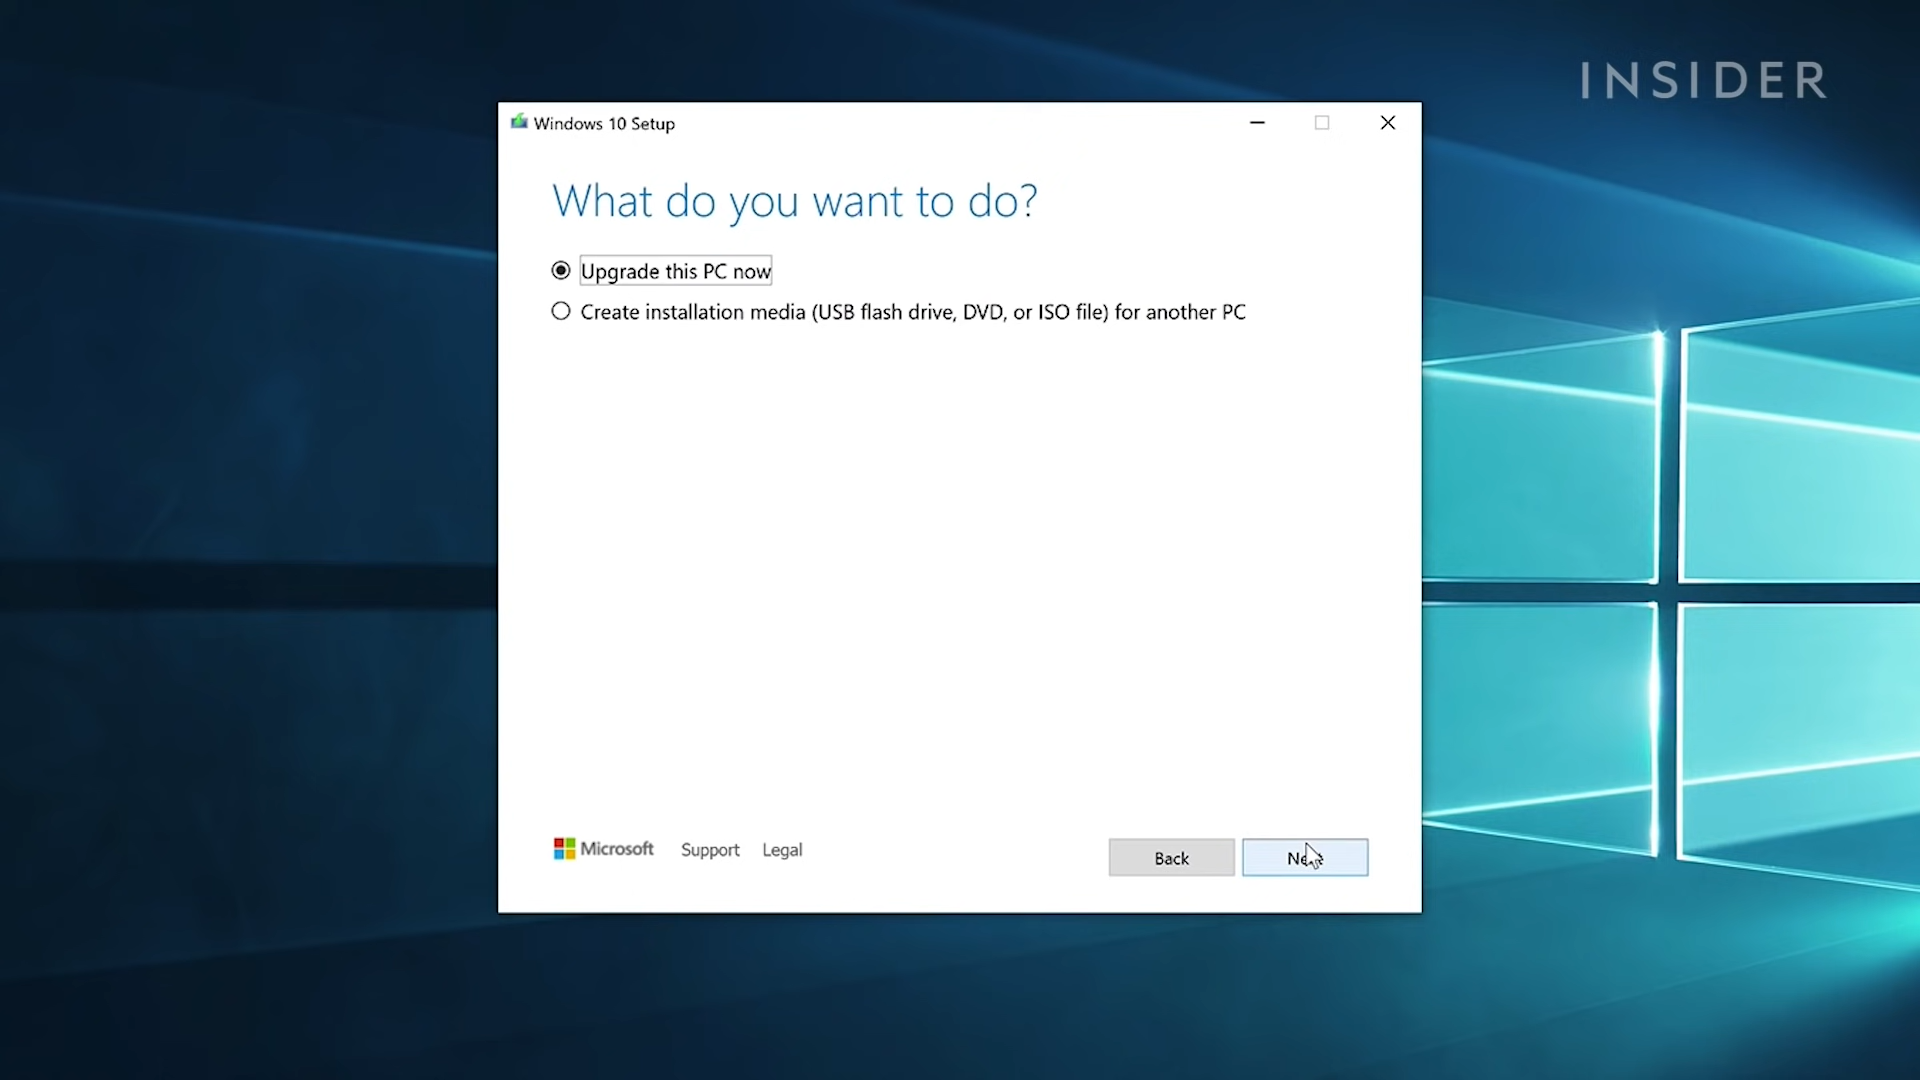 INSIDER
Windows 10 Setup
What do you want to do?
Upgrade this PC now
Create installation media (USB flash drive, DVD, or ISO file) for another PC
Microsoft Support Legal
Back
Next